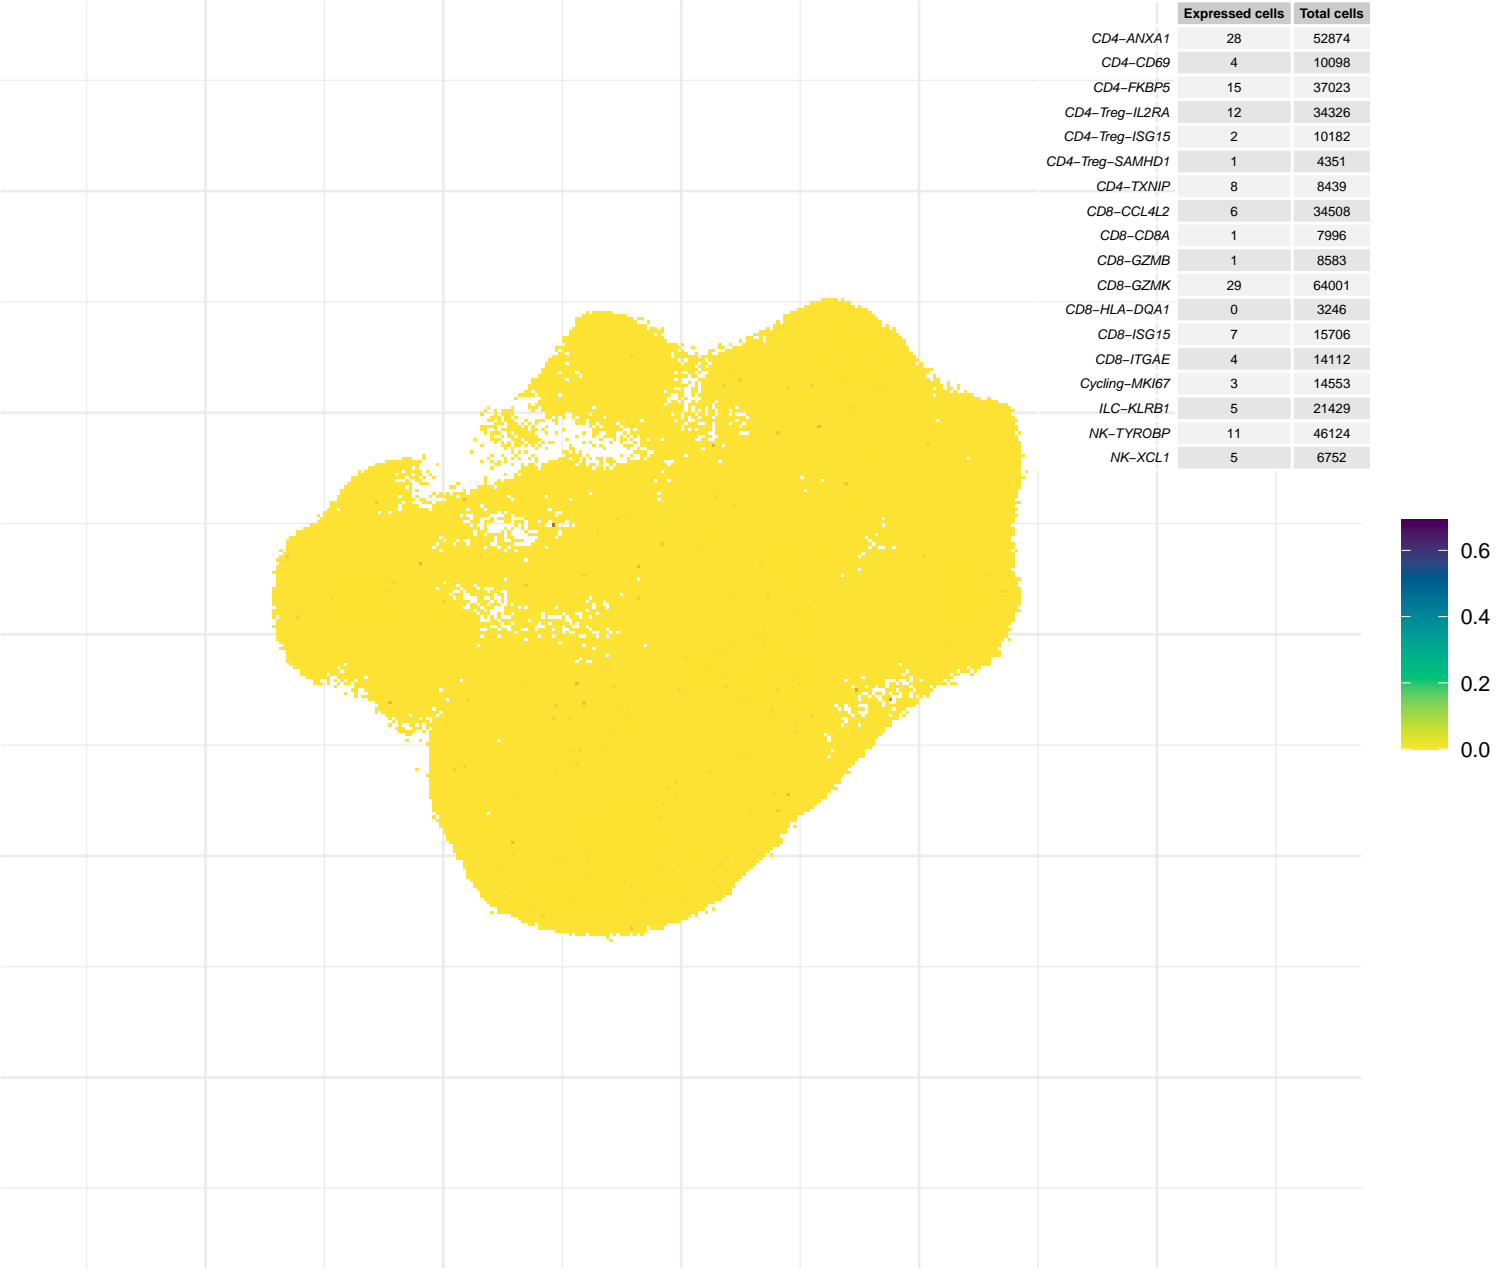 Expressed cells Total cells
CD4−ANXA1 28 52874
CD4−CD69 4 10098
CD4−FKBP5 15 37023
CD4−Treg−IL2RA 12 34326
CD4−Treg−ISG15 2 10182
CD4−Treg−SAMHD1 1 4351
CD4−TXNIP 8 8439
CD8−CCL4L2 6 34508
CD8−CD8A 1 7996
CD8−GZMB 1 8583
CD8−GZMK 29 64001
CD8−HLA−DQA1 0 3246
CD8−ISG15 7 15706
CD8−ITGAE 4 14112
Cycling−MKI67 3 14553
ILC−KLRB1 5 21429
NK−TYROBP 11 46124
NK−XCL1 5 6752
0.6
0.4
0.2
0.0